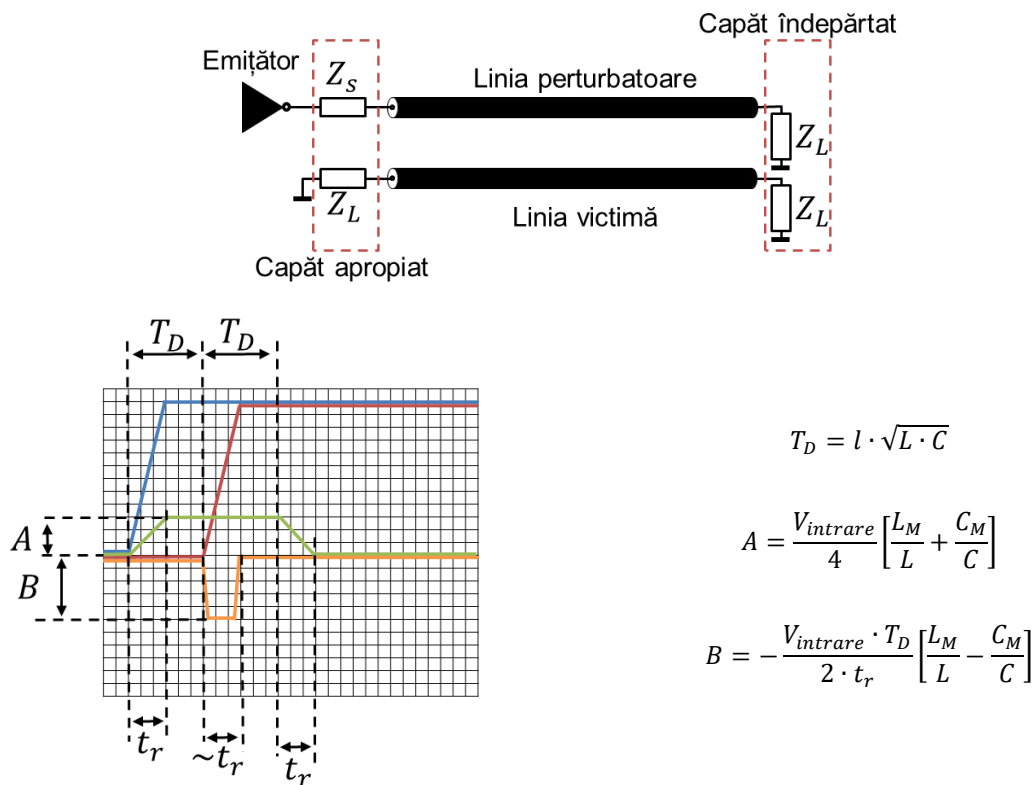 Capăt îndepărtat
Emițător
Z_s
Linia perturbatoare
Z_L
Z_L
Linia victimă
Z_L
Capăt apropiat
T_D T_D
A
B
t_r ~t_r t_r
T_D = l · √(L · C)
A = V_intrare/4 [L_M/L + C_M/C]
B = − (V_intrare · T_D)/(2 · t_r) [L_M/L − C_M/C]